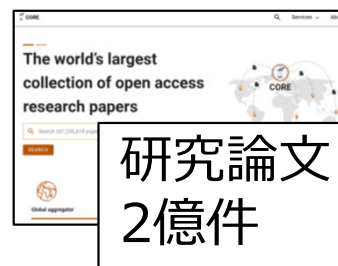 CORE
Services
The world's largest
collection of open access
research papers
CORE
SEARCH
Global aggregator
研究論文
2億件